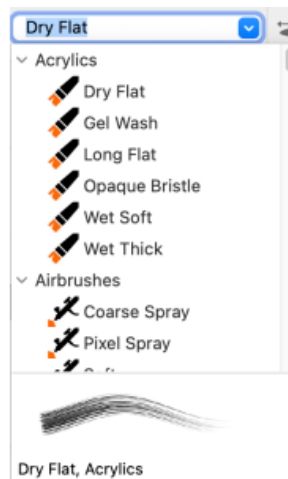 Dry Flat
Acrylics
Dry Flat
Gel Wash
Long Flat
Opaque Bristle
Wet Soft
Wet Thick
Airbrushes
Coarse Spray
Pixel Spray
Dry Flat, Acrylics